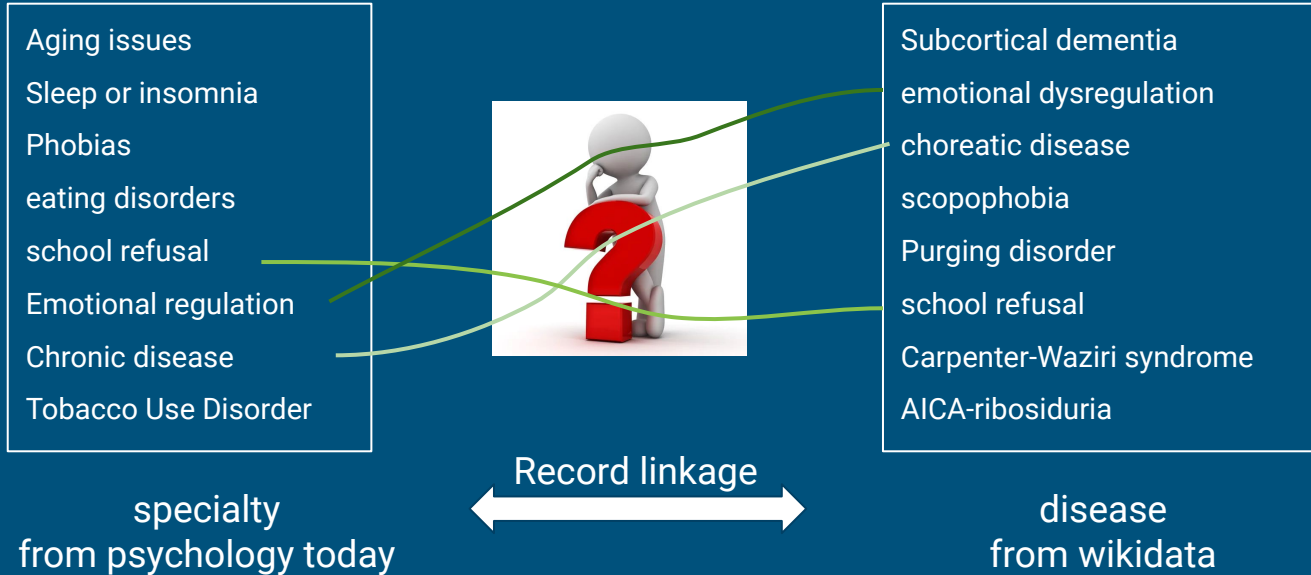 Aging issues
Sleep or insomnia
Phobias
eating disorders
school refusal
Emotional regulation
Chronic disease
Tobacco Use Disorder
Subcortical dementia
emotional dysregulation
choreatic disease
scopophobia
Purging disorder
school refusal
Carpenter-Waziri syndrome
AICA-ribosiduria
Record linkage
specialty
from psychology today
disease
from wikidata